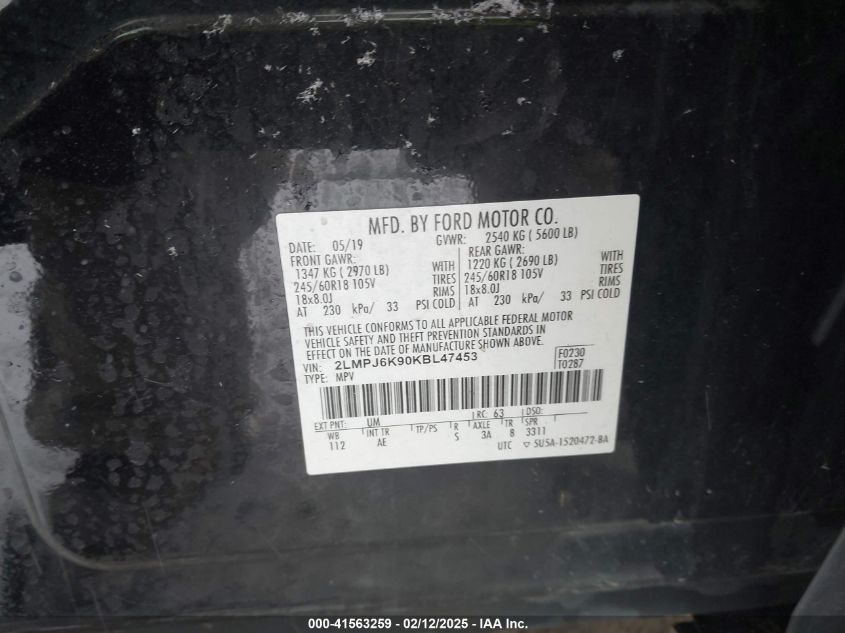 MFD. BY FORD MOTOR CO.
DATE: 05/19 GVWR: 2540 KG ( 5600 LB)
FRONT GAWR: REAR GAWR:
1347 KG ( 2970 LB) WITH 1220 KG ( 2690 LB) WITH
245/60R18 105V TIRES 245/60R18 105V TIRES
18x8.0J RIMS 18x8.0J RIMS
AT 230 kPa/ 33 PSI COLD AT 230 kPa/ 33 PSI COLD
THIS VEHICLE CONFORMS TO ALL APPLICABLE FEDERAL MOTOR
VEHICLE SAFETY AND THEFT PREVENTION STANDARDS IN
EFFECT ON THE DATE OF MANUFACTURE SHOWN ABOVE.
VIN: 2LMPJ6K90KBL47453 F0230
TYPE: MPV T0287
EXT PNT: UM RC: 63 DSO:
WB INT TR TP/PS R AXLE TR SPR
112 AE S 3A 8 3311
UTC ▽ 5U5A-1520472-BA
000-41563259 - 02/12/2025 - IAAI Inc.